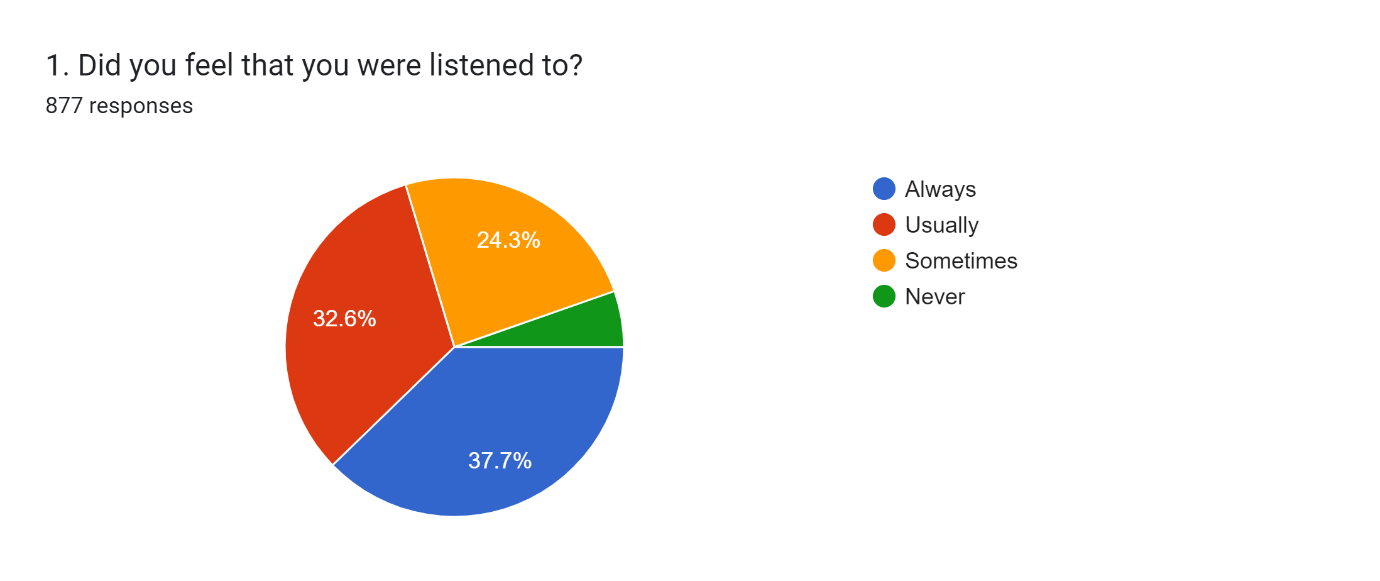 1. Did you feel that you were listened to?
877 responses
24.3%
32.6%
37.7%
Always
Usually
Sometimes
Never